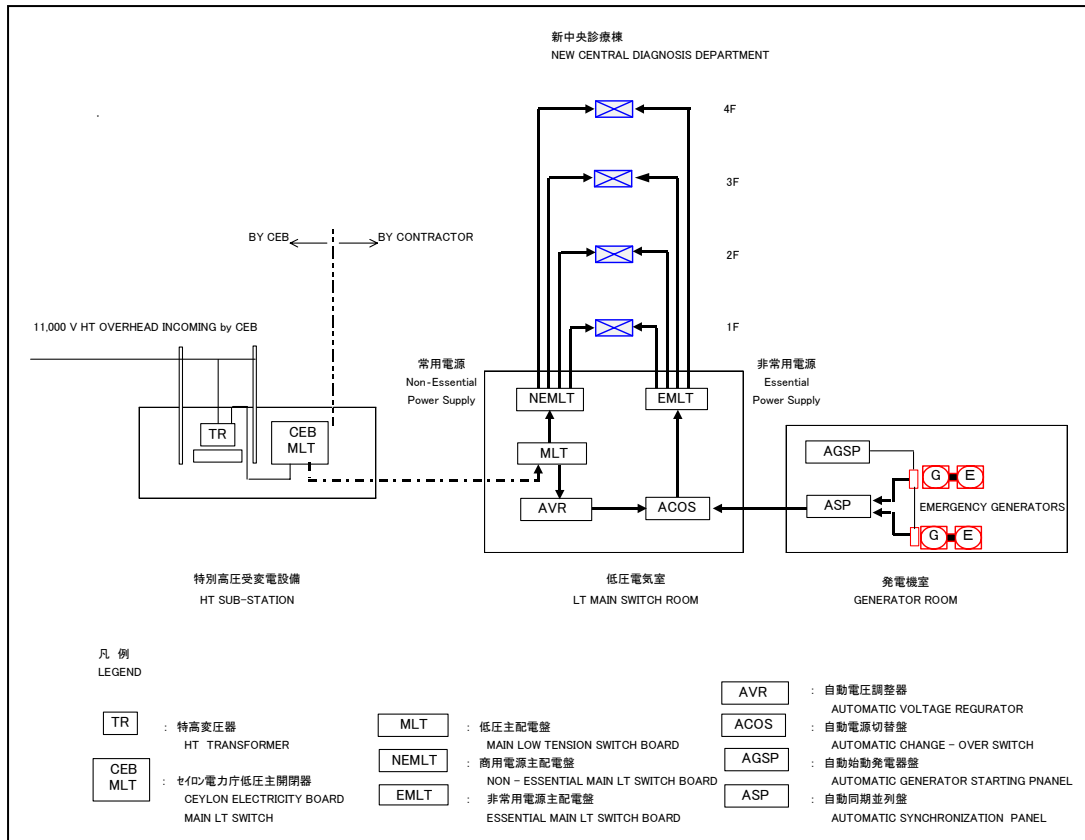 新中央診療棟
NEW CENTRAL DIAGNOSIS DEPARTMENT
4F
3F
2F
1F
BY CEB
BY CONTRACTOR
11,000 V HT OVERHEAD INCOMING by CEB
常用電源
Non-Essential
Power Supply
非常用電源
Essential
Power Supply
NEMLT
EMLT
TR
CEB
MLT
MLT
AVR
ACOS
AGSP
ASP
G
E
EMERGENCY GENERATORS
G
E
特別高圧受変電設備
HT SUB-STATION
低圧電気室
LT MAIN SWITCH ROOM
発電機室
GENERATOR ROOM
凡 例
LEGEND
TR
: 特高変圧器
HT TRANSFORMER
CEB
MLT
: セイロン電力庁低圧主開閉器
CEYLON ELECTRICITY BOARD
MAIN LT SWITCH
MLT
: 低圧主配電盤
MAIN LOW TENSION SWITCH BOARD
NEMLT
: 商用電源主配電盤
NON - ESSENTIAL MAIN LT SWITCH BOARD
EMLT
: 非常用電源主配電盤
ESSENTIAL MAIN LT SWITCH BOARD
AVR
: 自動電圧調整器
AUTOMATIC VOLTAGE REGURATOR
ACOS
: 自動電源切替盤
AUTOMATIC CHANGE - OVER SWITCH
AGSP
: 自動始動発電器盤
AUTOMATIC GENERATOR STARTING PNANEL
ASP
: 自動同期並列盤
AUTOMATIC SYNCHRONIZATION PANEL